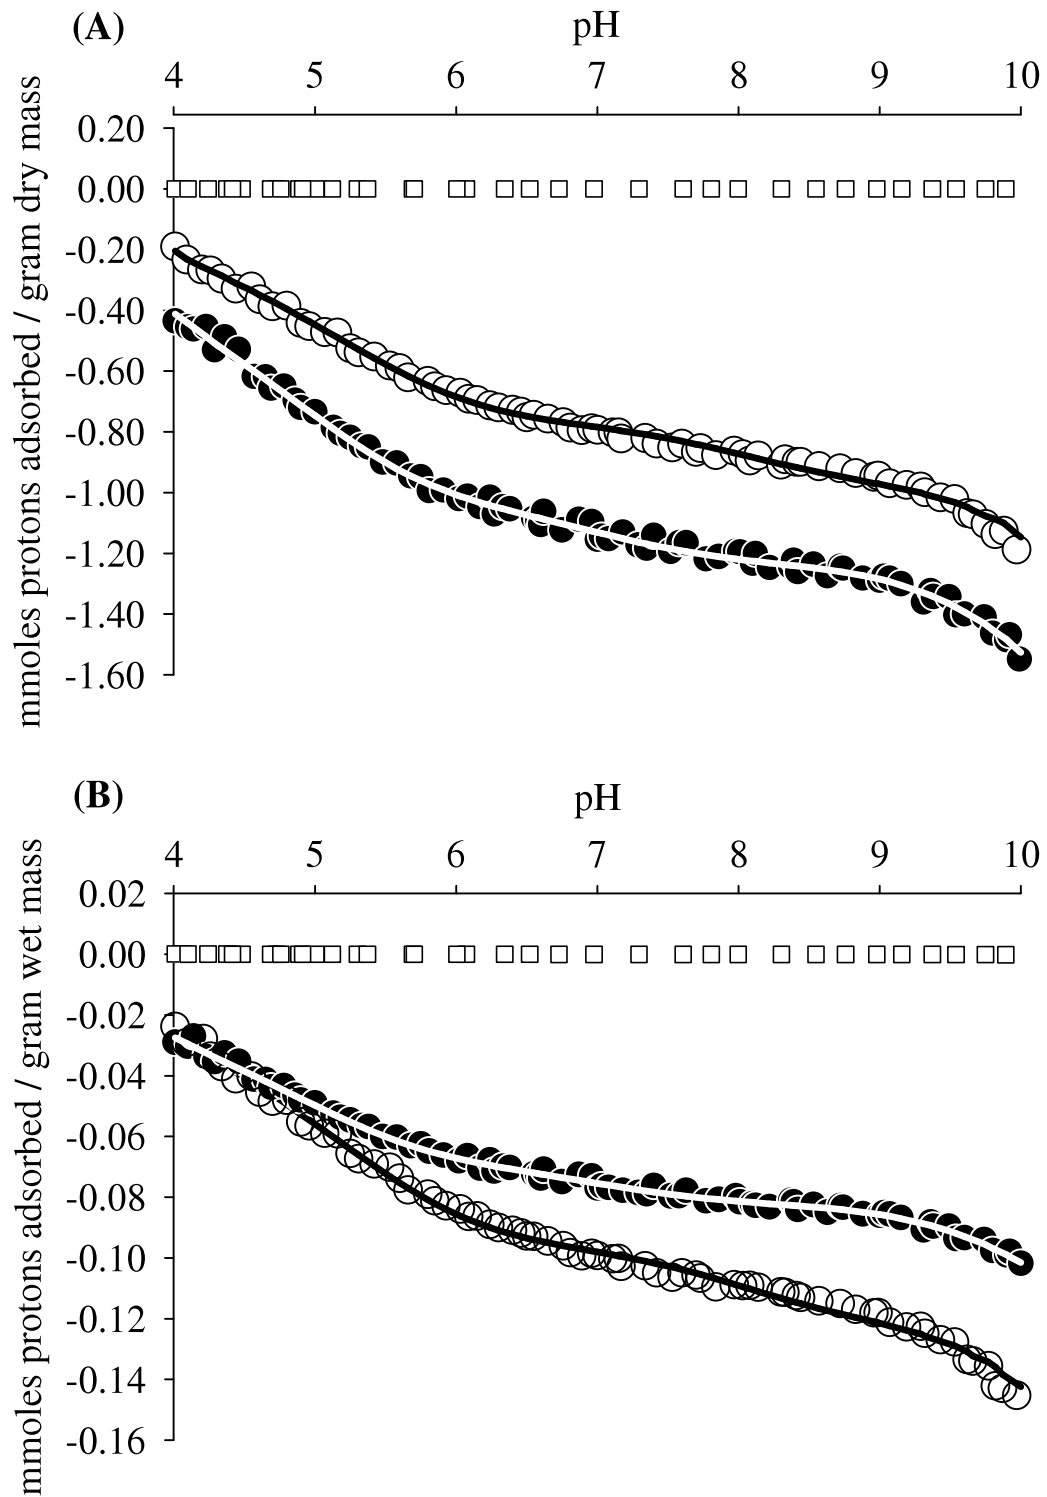 (A)
pH
4 5 6 7 8 9 10
mmoles protons adsorbed / gram dry mass
0.20
0.00
-0.20
-0.40
-0.60
-0.80
-1.00
-1.20
-1.40
-1.60
(B)
pH
4 5 6 7 8 9 10
mmoles protons adsorbed / gram wet mass
0.02
0.00
-0.02
-0.04
-0.06
-0.08
-0.10
-0.12
-0.14
-0.16